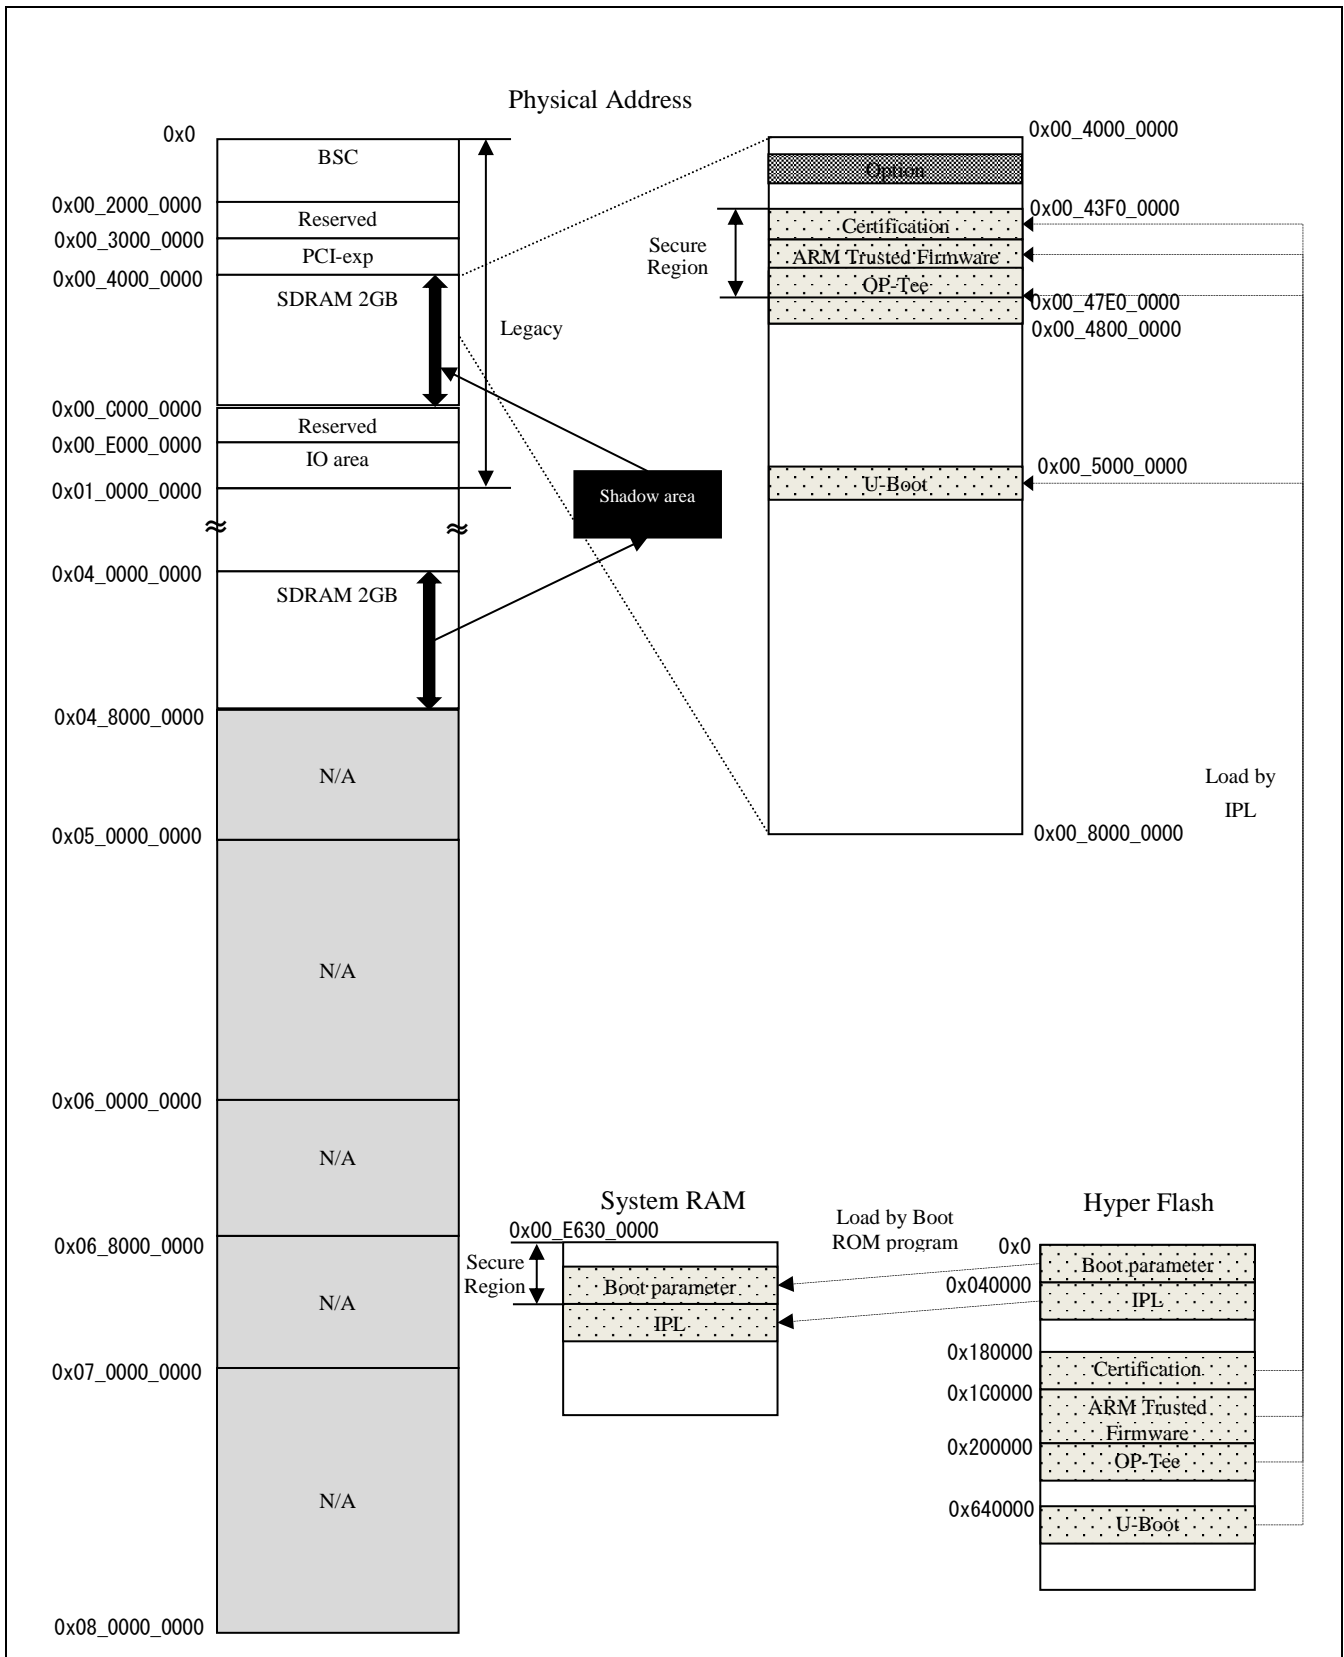 Physical Address
0x0
BSC
0x00_2000_0000
Reserved
0x00_3000_0000
PCI-exp
0x00_4000_0000
SDRAM 2GB
Legacy
0x00_C000_0000
Reserved
0x00_E000_0000
IO area
0x01_0000_0000
Shadow area
0x04_0000_0000
SDRAM 2GB
0x04_8000_0000
N/A
0x05_0000_0000
N/A
0x06_0000_0000
N/A
0x06_8000_0000
N/A
0x07_0000_0000
N/A
0x08_0000_0000
0x00_4000_0000
Option
0x00_43F0_0000
Secure
Region
Certification
ARM Trusted Firmware
OP-Tee
0x00_47E0_0000
0x00_4800_0000
0x00_5000_0000
U-Boot
Load by
IPL
0x00_8000_0000
System RAM
0x00_E630_0000
Secure
Region
Boot parameter
IPL
Load by Boot
ROM program
Hyper Flash
0x0
Boot parameter
0x040000
IPL
0x180000
Certification
0x1C0000
ARM Trusted
Firmware
0x200000
OP-Tee
0x640000
U-Boot